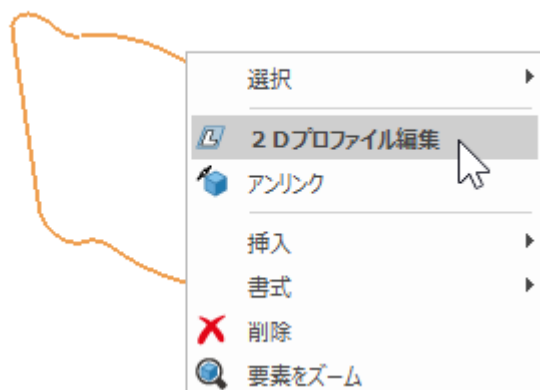 選択
２Ｄプロファイル編集
アンリンク
挿入
書式
削除
要素をズーム